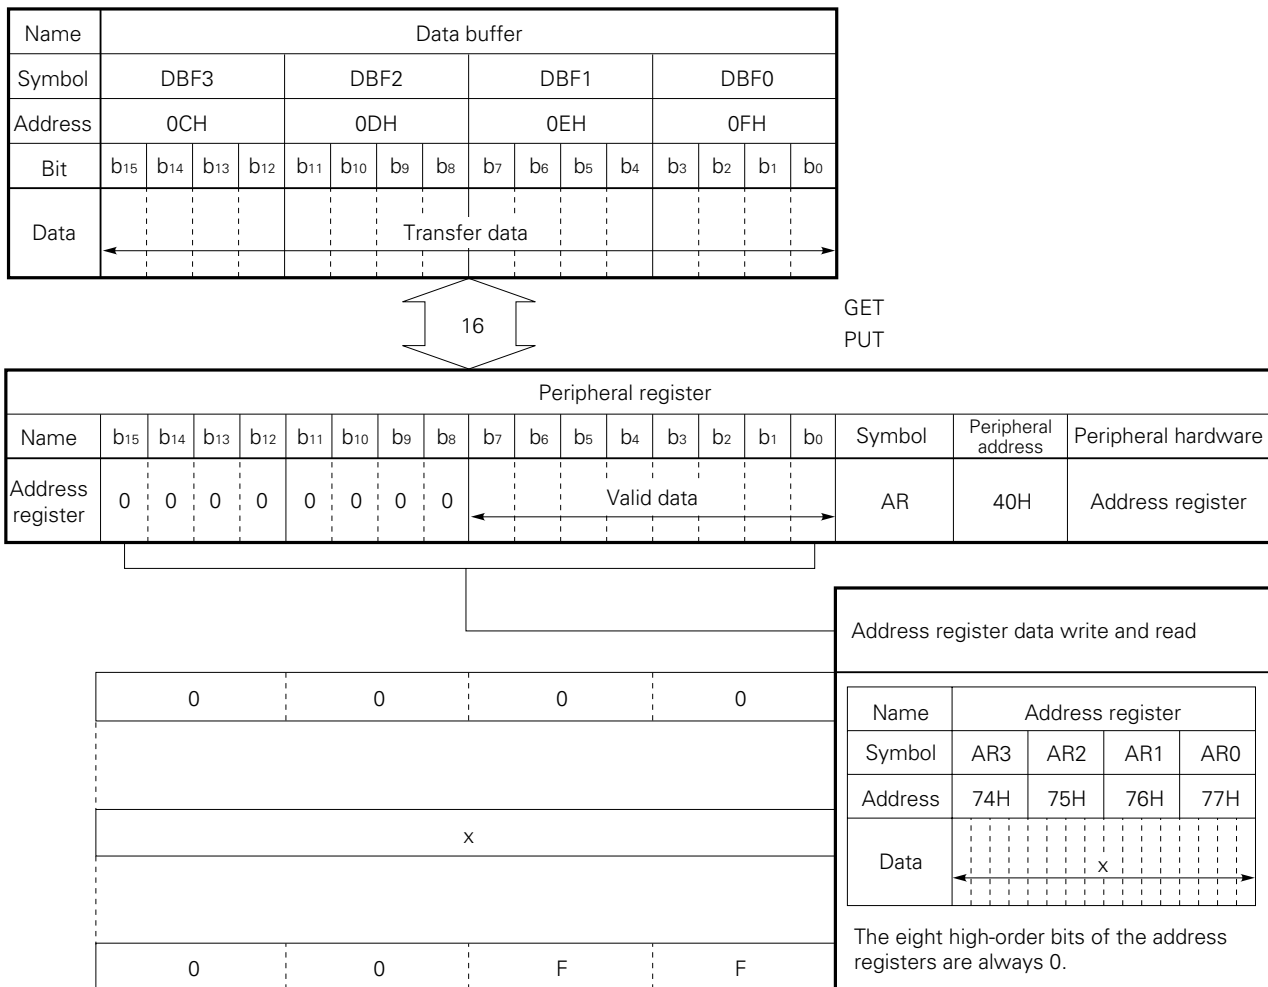 Name Data buffer
Symbol DBF3 DBF2 DBF1 DBF0
Address 0CH 0DH 0EH 0FH
Bit b15 b14 b13 b12 b11 b10 b9 b8 b7 b6 b5 b4 b3 b2 b1 b0
Data Transfer data
16
GET
PUT
Peripheral register
Name b15 b14 b13 b12 b11 b10 b9 b8 b7 b6 b5 b4 b3 b2 b1 b0 Symbol Peripheral address Peripheral hardware
Address register 0 0 0 0 0 0 0 0 Valid data AR 40H Address register
Address register data write and read
0 0 0 0
x
0 0 F F
Name Address register
Symbol AR3 AR2 AR1 AR0
Address 74H 75H 76H 77H
Data x
The eight high-order bits of the address
registers are always 0.